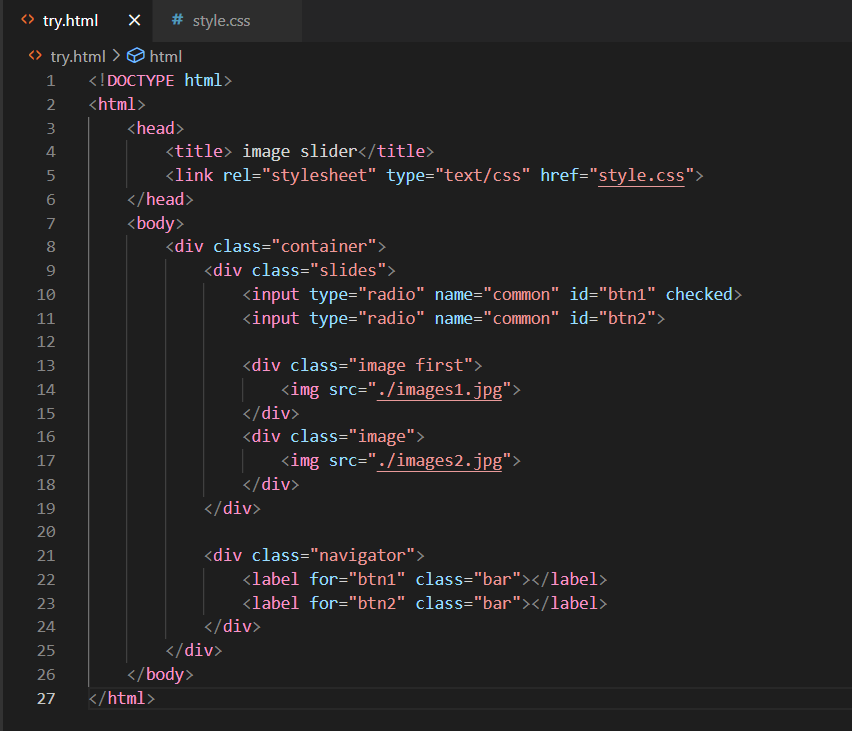 <> try.html × # style.css
<> try.html > html
1 <!DOCTYPE html>
2 <html>
3     <head>
4         <title> image slider</title>
5         <link rel="stylesheet" type="text/css" href="style.css">
6     </head>
7     <body>
8         <div class="container">
9             <div class="slides">
10                 <input type="radio" name="common" id="btn1" checked>
11                 <input type="radio" name="common" id="btn2">
12
13                 <div class="image first">
14                     <img src="./images1.jpg">
15                 </div>
16                 <div class="image">
17                     <img src="./images2.jpg">
18                 </div>
19             </div>
20
21             <div class="navigator">
22                 <label for="btn1" class="bar"></label>
23                 <label for="btn2" class="bar"></label>
24             </div>
25         </div>
26     </body>
27 </html>